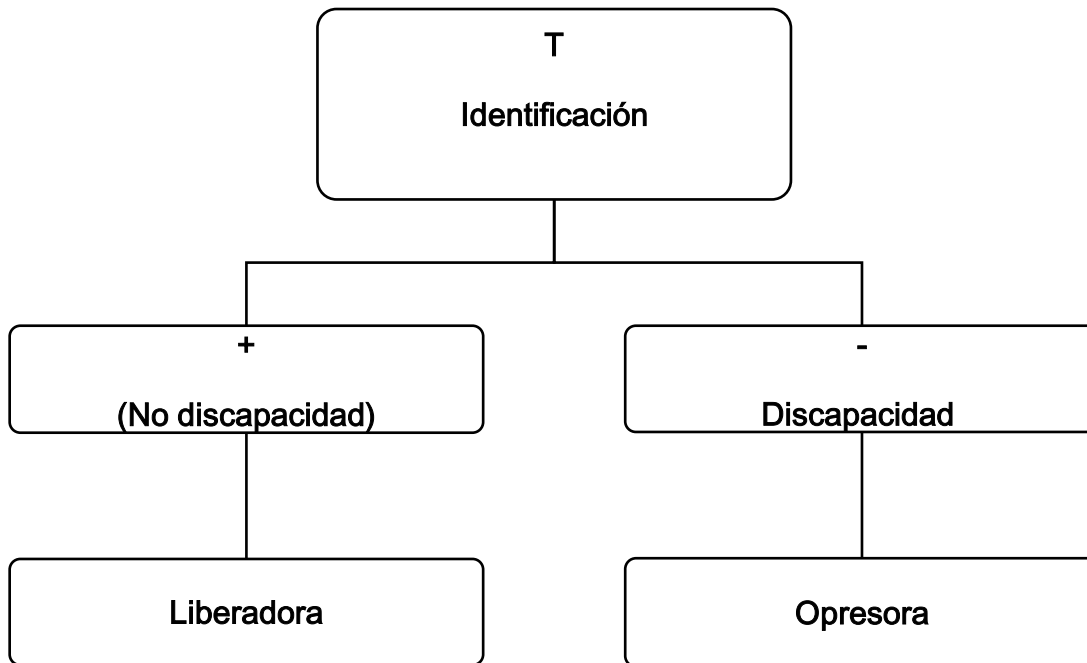 T
Identificación
+
(No discapacidad)
-
Discapacidad
Liberadora
Opresora